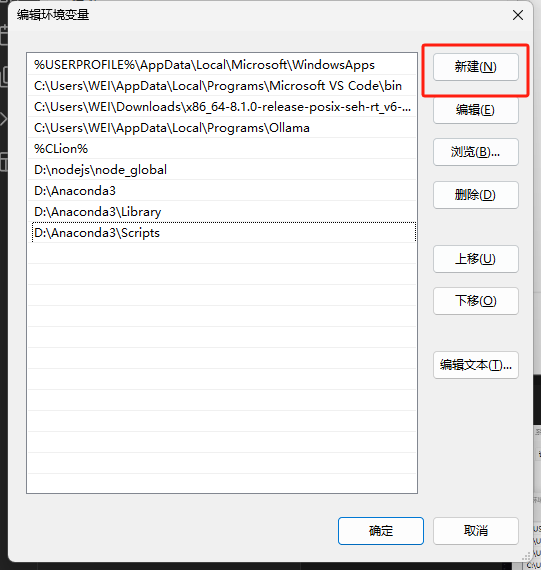 编辑环境变量
%USERPROFILE%\AppData\Local\Microsoft\WindowsApps
C:\Users\WEI\AppData\Local\Programs\Microsoft VS Code\bin
C:\Users\WEI\Downloads\x86_64-8.1.0-release-posix-seh-rt_v6-...
C:\Users\WEI\AppData\Local\Programs\Ollama
%CLion%
D:\nodejs\node_global
D:\Anaconda3
D:\Anaconda3\Library
D:\Anaconda3\Scripts
新建(N)
编辑(E)
浏览(B)...
删除(D)
上移(U)
下移(O)
编辑文本(T)...
确定
取消